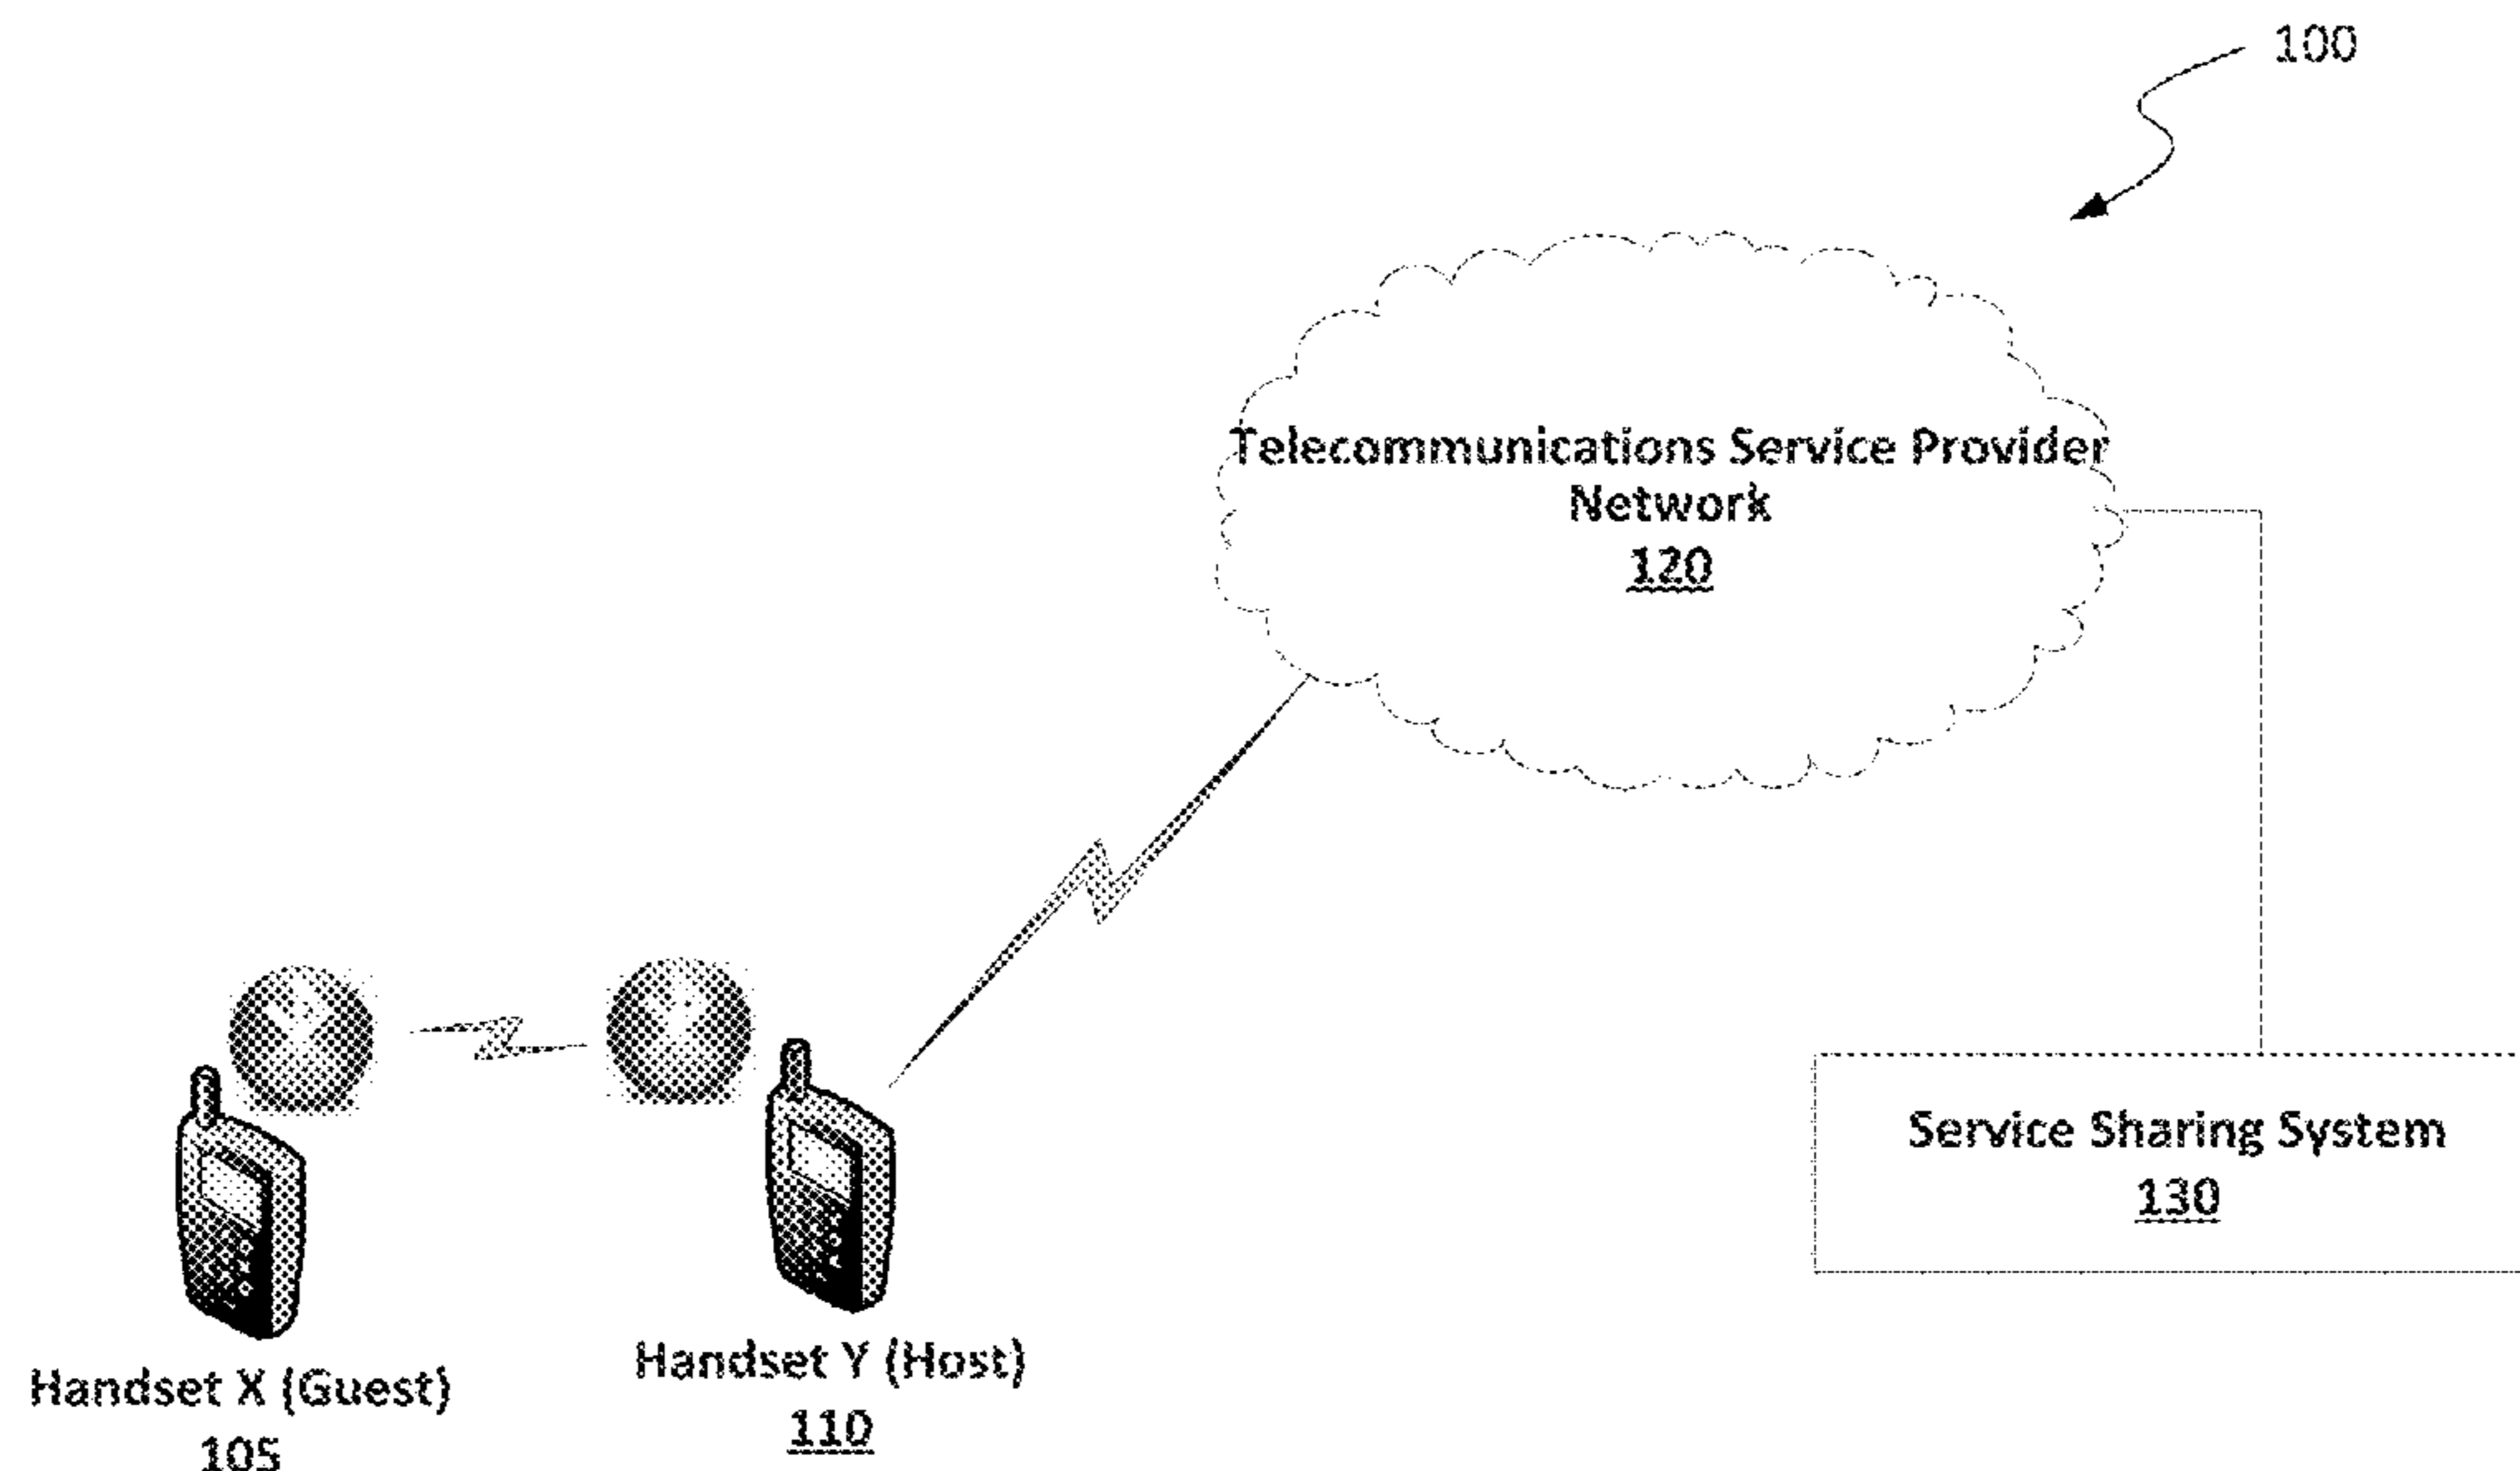 100
Telecommunications Service Provider
Network
120
Service Sharing System
130
Handset X (Guest)
105
Handset Y (Host)
110